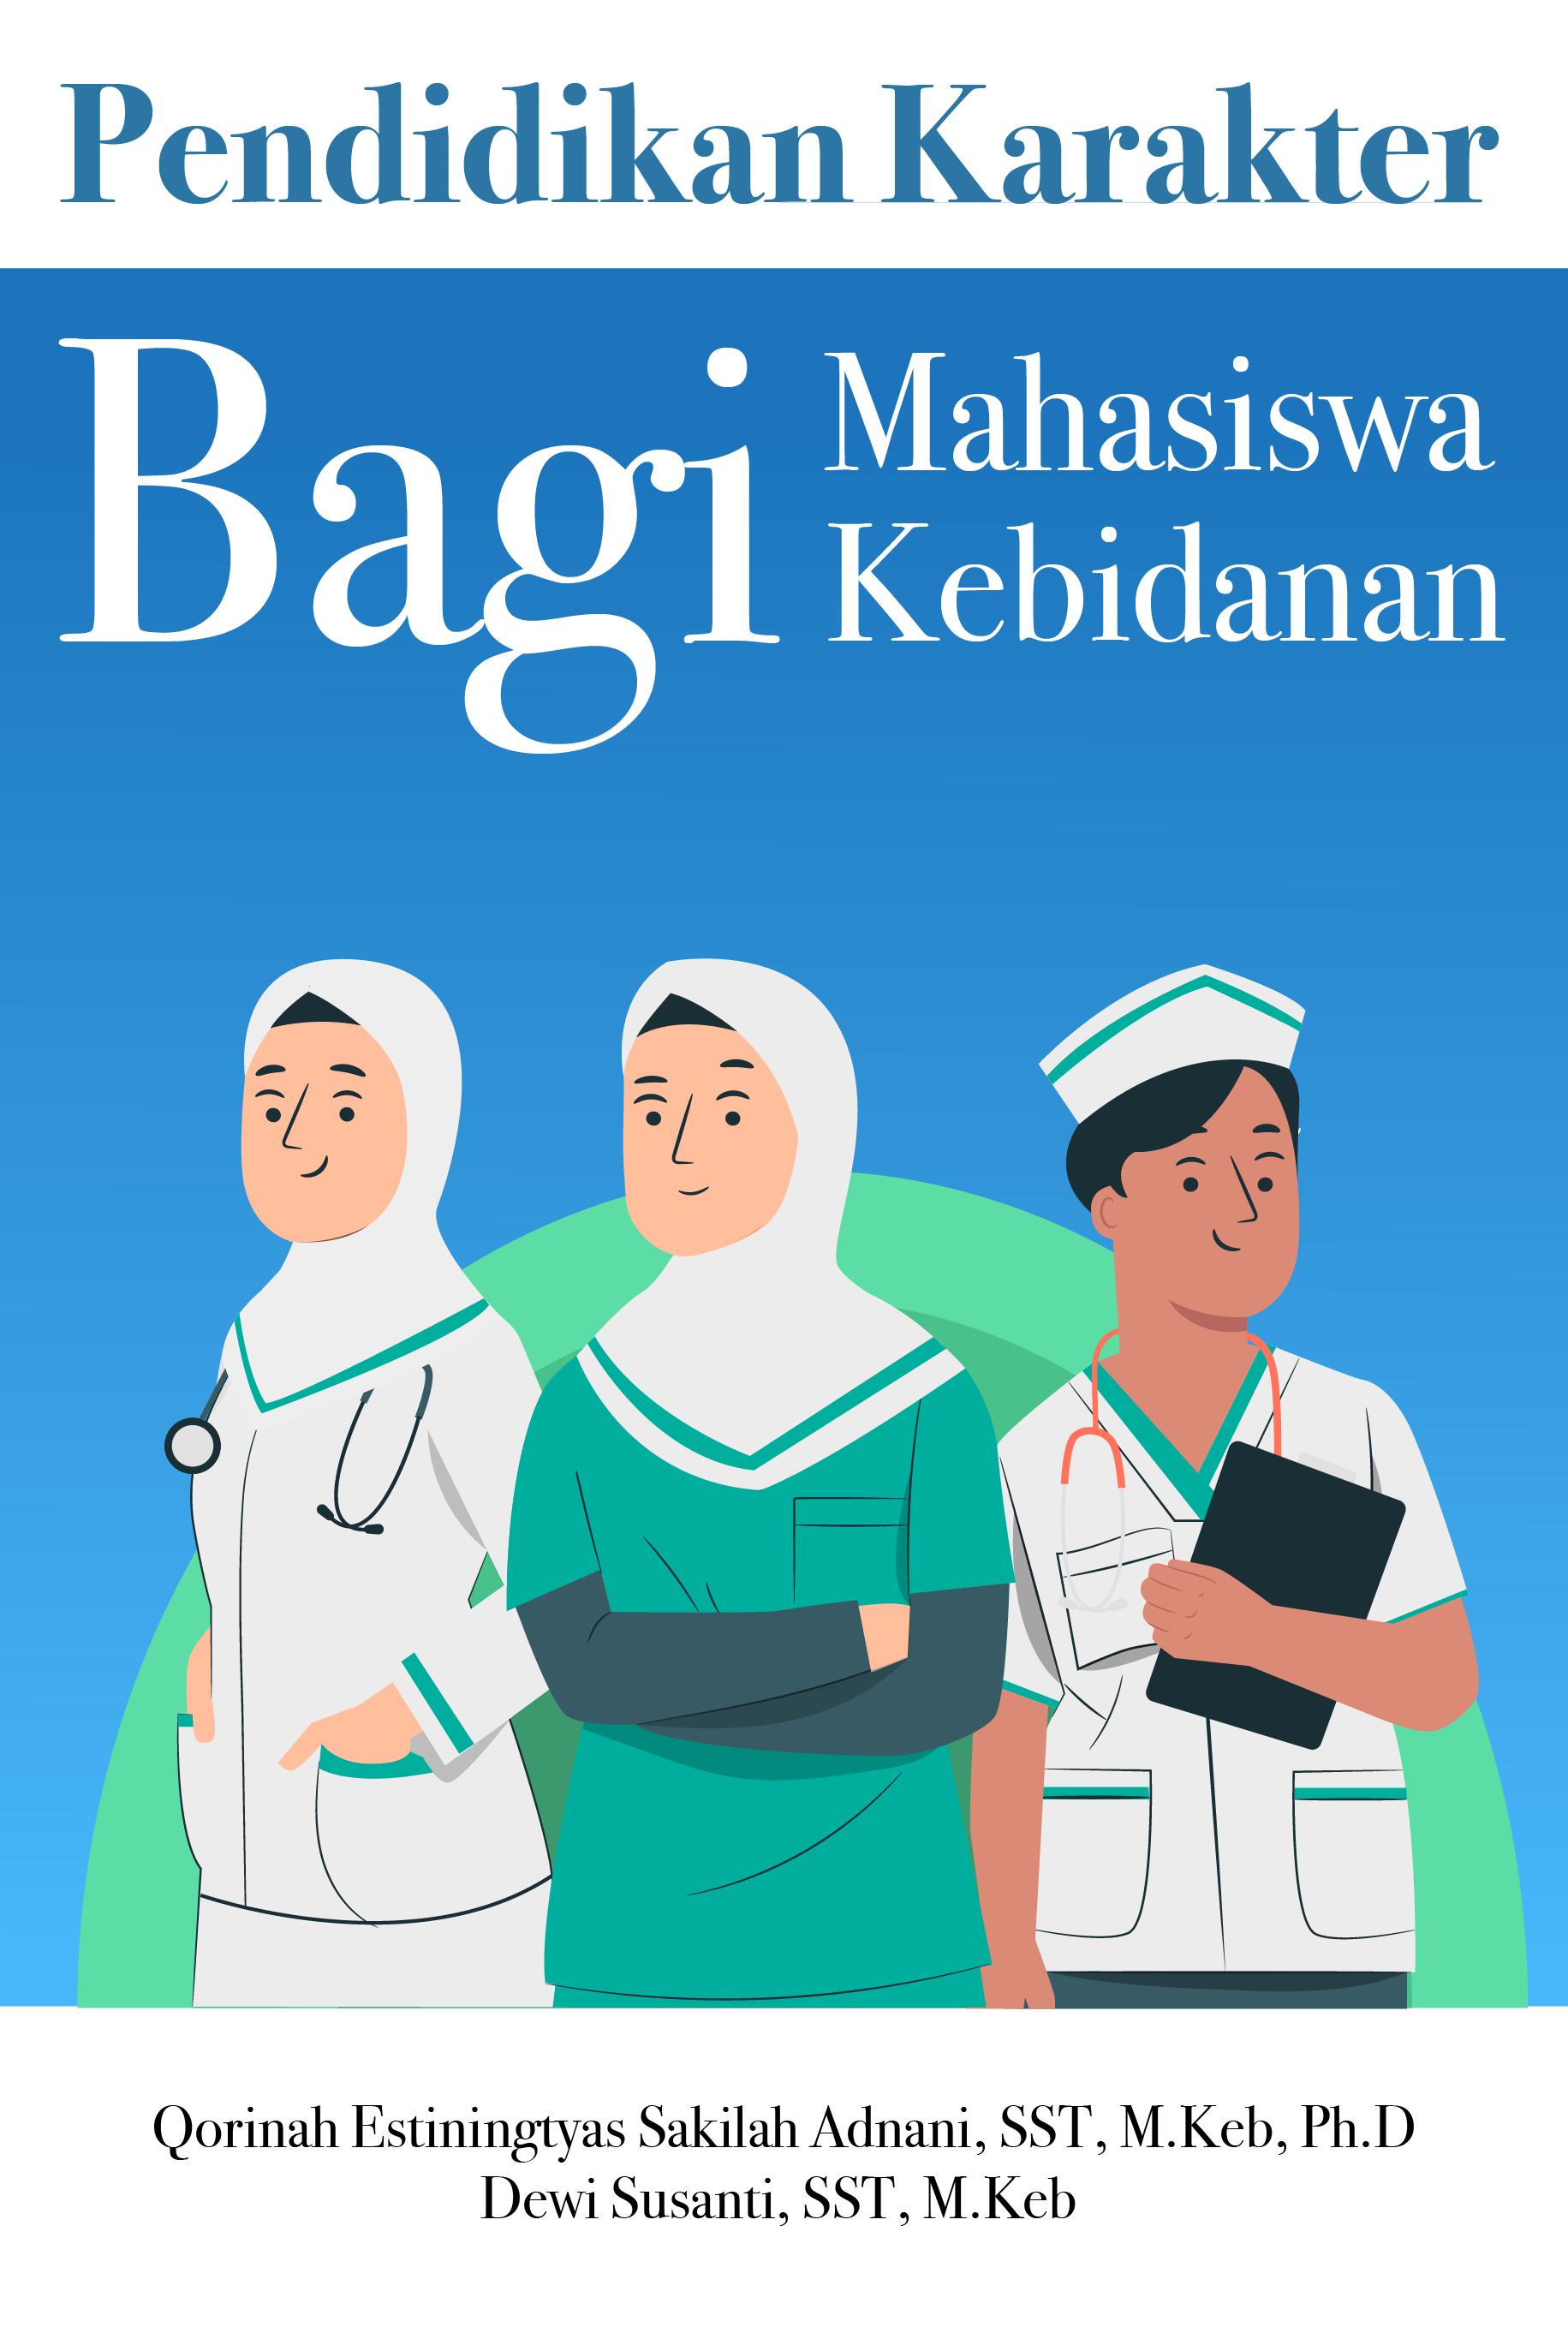 Pendidikan Karakter
Bagi Mahasiswa
Kebidanan
Qorinah Estiningtyas Sakilah Adnani, SST, M.Keb, Ph.D
Dewi Susanti, SST, M.Keb